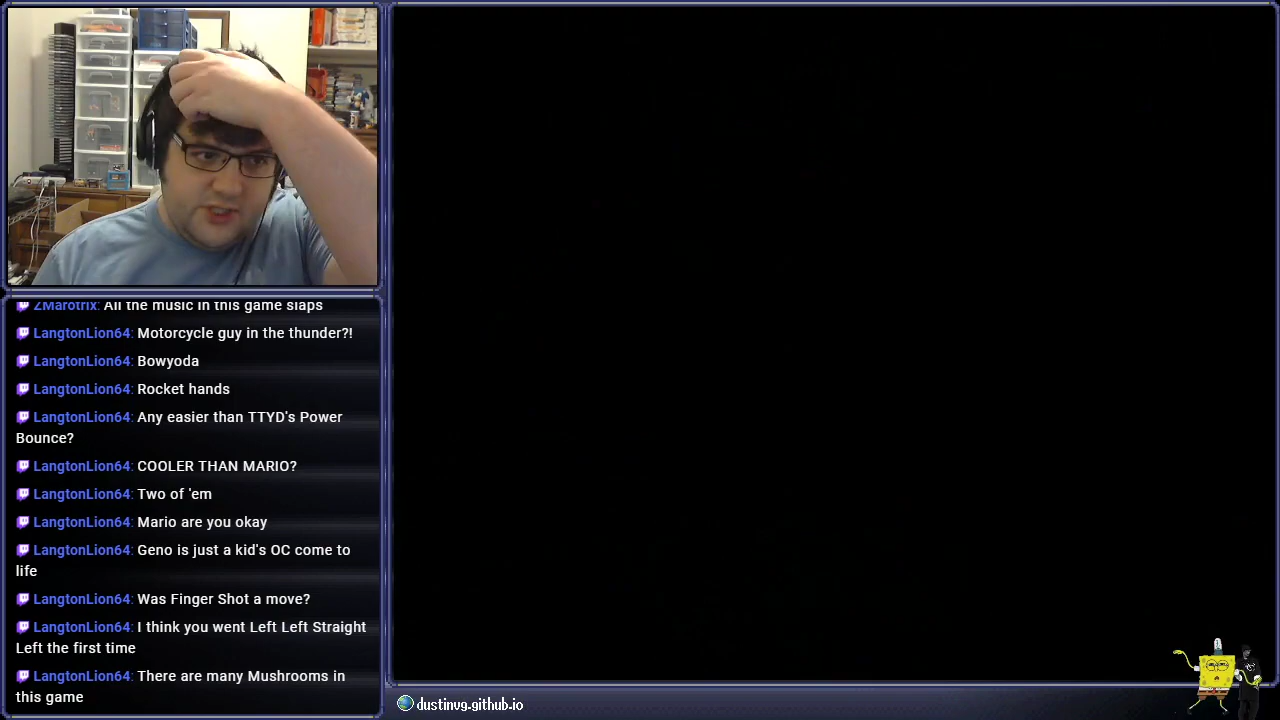 ZMarotrix: All the music in this game slaps
LangtonLion64: Motorcycle guy in the thunder?!
LangtonLion64: Bowyoda
LangtonLion64: Rocket hands
LangtonLion64: Any easier than TTYD's Power
Bounce?
LangtonLion64: COOLER THAN MARIO?
LangtonLion64: Two of 'em
LangtonLion64: Mario are you okay
LangtonLion64: Geno is just a kid's OC come to
life
LangtonLion64: Was Finger Shot a move?
LangtonLion64: I think you went Left Left Straight
Left the first time
LangtonLion64: There are many Mushrooms in
this game
dustinvg.github.io